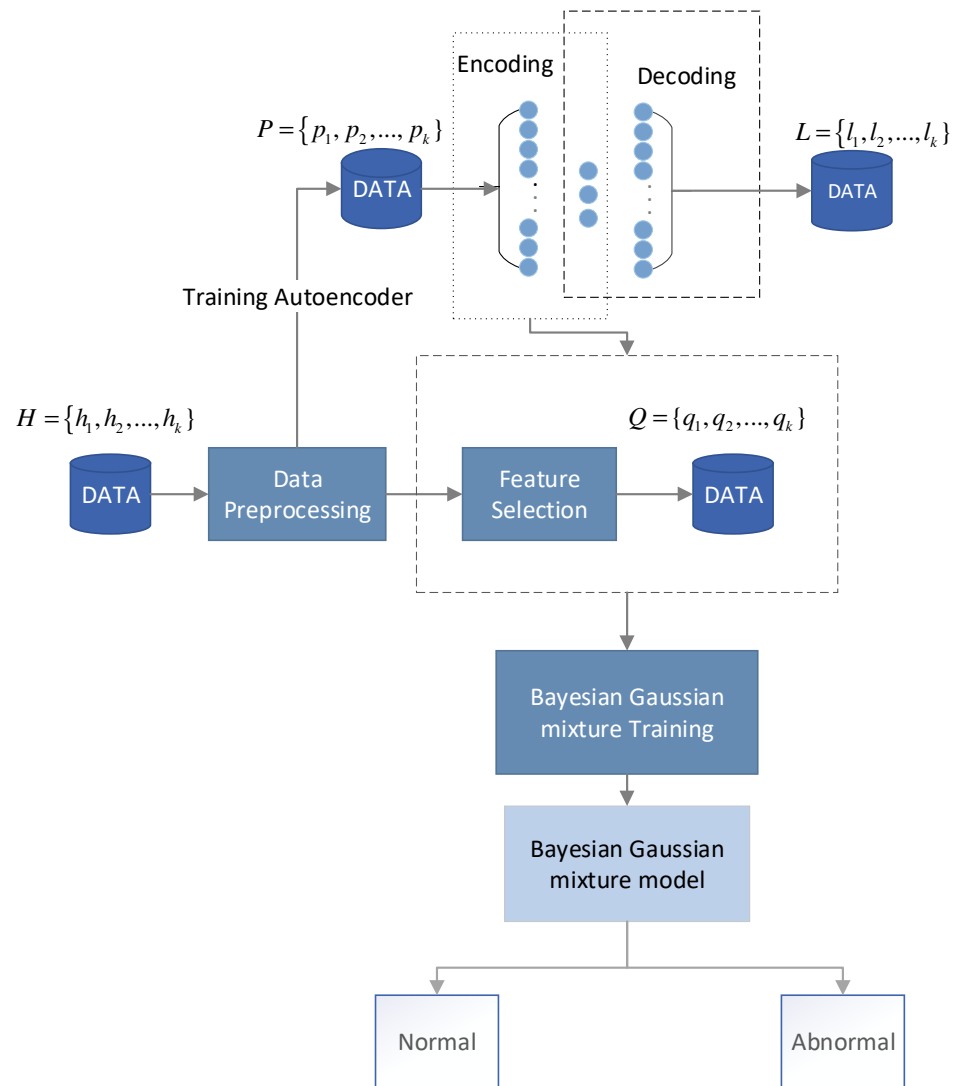 Encoding
Decoding
P = {p₁, p₂, ..., pₖ}
L = {l₁, l₂, ..., lₖ}
DATA
DATA
Training Autoencoder
H = {h₁, h₂, ..., hₖ}
Q = {q₁, q₂, ..., qₖ}
DATA
Data
Preprocessing
Feature
Selection
DATA
Bayesian Gaussian
mixture Training
Bayesian Gaussian
mixture model
Normal
Abnormal